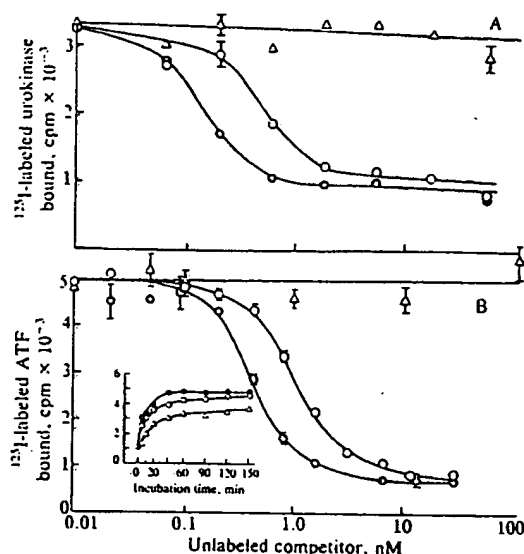 A
¹²⁵I-labeled urokinase
bound, cpm × 10⁻³
3
2
1
B
¹²⁵I-labeled ATF
bound, cpm × 10⁻³
5
4
3
2
1
0
6
4
2
0 20 60 90 120 150
Incubation time, min
0.01 0.1 1.0 10 100
Unlabeled competitor, nM